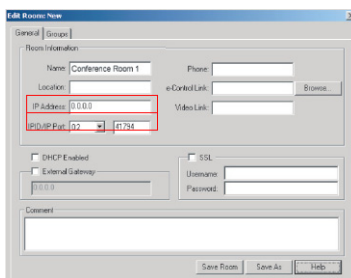 Edit Room: New
General Groups
Room Information
Name: Conference Room 1 Phone:
Location: e-Control Link: Browse...
IP Address: 0.0.0.0 Video Link:
IPID/IP Port: 02 41794
DHCP Enabled SSL
External Gateway Username:
0.0.0.0 Password:
Comment
Save Room Save As Help